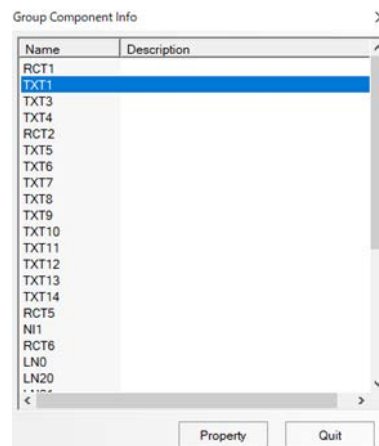 Group Component Info
Name Description
RCT1
TXT1
TXT3
TXT4
RCT2
TXT5
TXT6
TXT7
TXT8
TXT9
TXT10
TXT11
TXT12
TXT13
TXT14
RCT5
NI1
RCT6
LN0
LN20
Property Quit